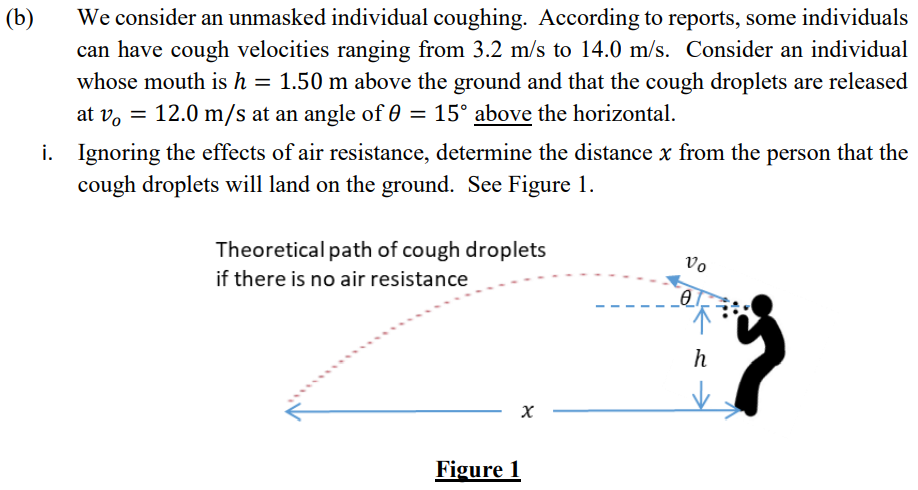 (b) We consider an unmasked individual coughing. According to reports, some individuals
can have cough velocities ranging from 3.2 m/s to 14.0 m/s. Consider an individual
whose mouth is h = 1.50 m above the ground and that the cough droplets are released
at vₒ = 12.0 m/s at an angle of θ = 15° above the horizontal.
i. Ignoring the effects of air resistance, determine the distance x from the person that the
cough droplets will land on the ground. See Figure 1.
Theoretical path of cough droplets
if there is no air resistance
vₒ
θ
h
x
Figure 1